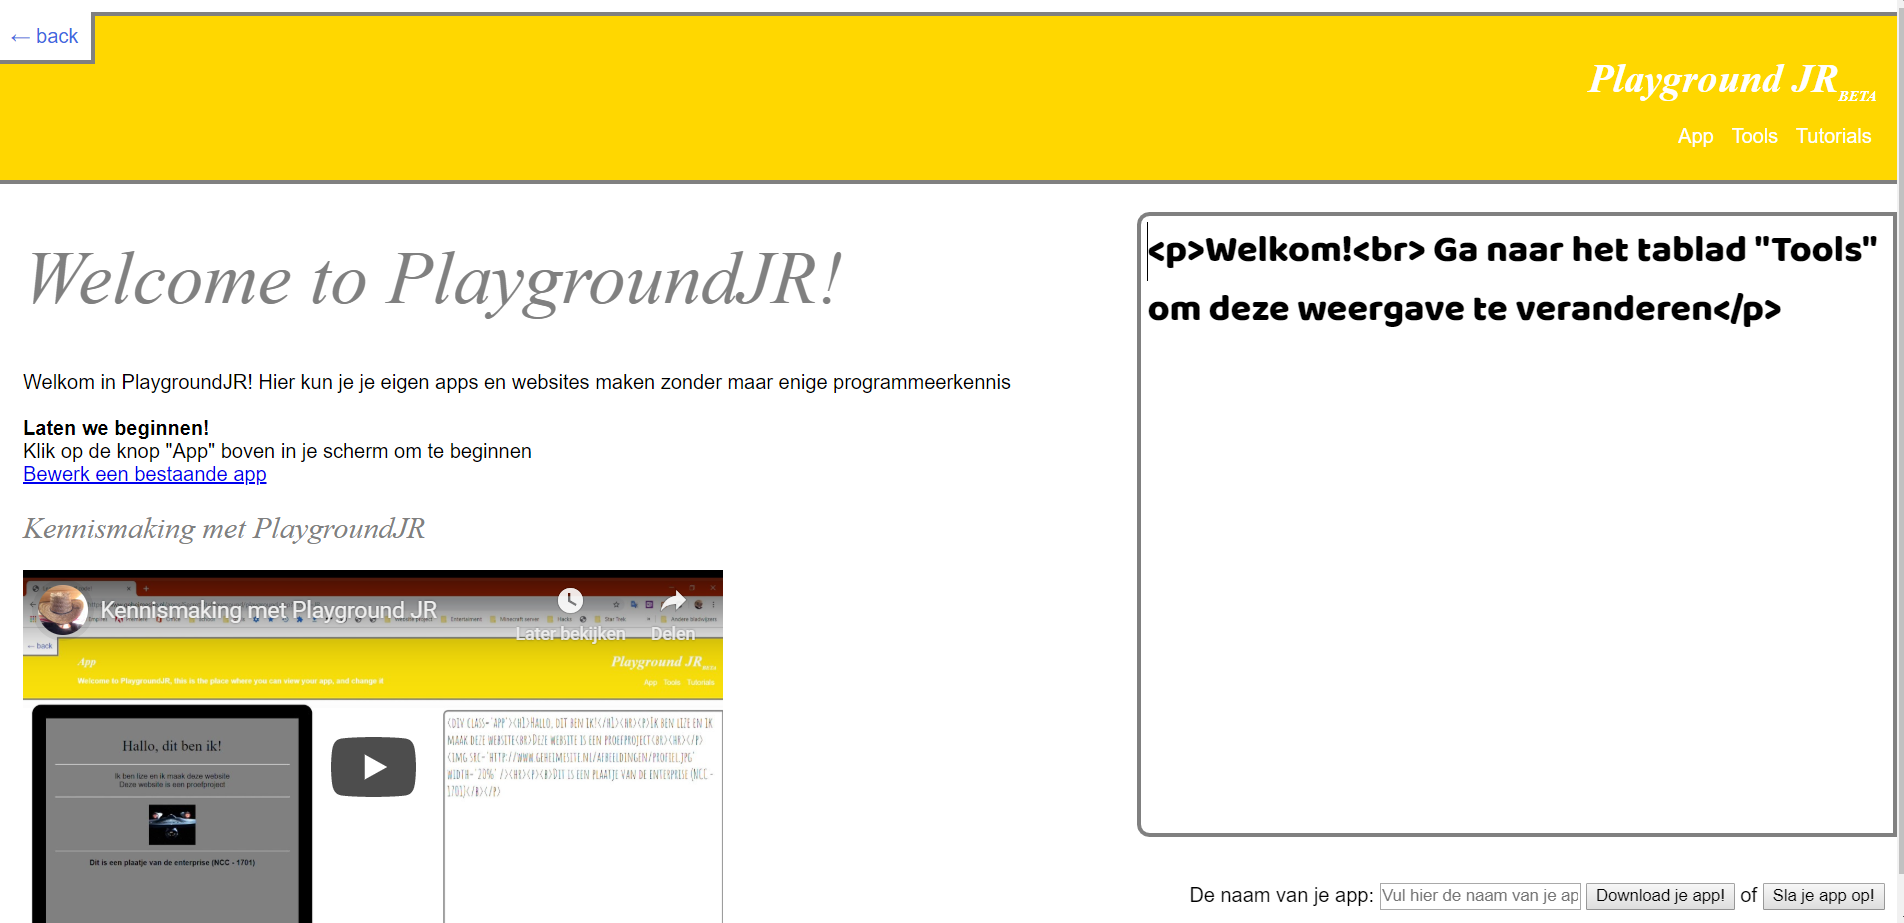 ← back
Playground JR BETA
App Tools Tutorials
Welcome to PlaygroundJR!
Welkom in PlaygroundJR! Hier kun je je eigen apps en websites maken zonder maar enige programmeerkennis
Laten we beginnen!
Klik op de knop "App" boven in je scherm om te beginnen
Bewerk een bestaande app
Kennismaking met PlaygroundJR
Kennismaking met Playground JR
Later bekijken Delen
← back
App
Playground JR BETA
Welcome to PlaygroundJR, this is the place where you can view your app, and change it
App Tools Tutorials
Hallo, dit ben ik!
Ik ben lize en ik maak deze website
Deze website is een proefproject
Dit is een plaatje van de enterprise (NCC - 1701)
<div class='app'><h1>Hallo, dit ben ik!</h1><hr><p>Ik ben lize en ik
maak deze website<br>Deze website is een proefproject<br><hr></p>
<img src='http://www.geheimesite.nl/afbeeldingen/profiel.jpg'
width='20%' /><hr><p><b>Dit is een plaatje van de enterprise (NCC -
1701)</b></p>
<p>Welkom!<br> Ga naar het tablad "Tools"
om deze weergave te veranderen</p>
De naam van je app: Vul hier de naam van je ap Download je app! of Sla je app op!